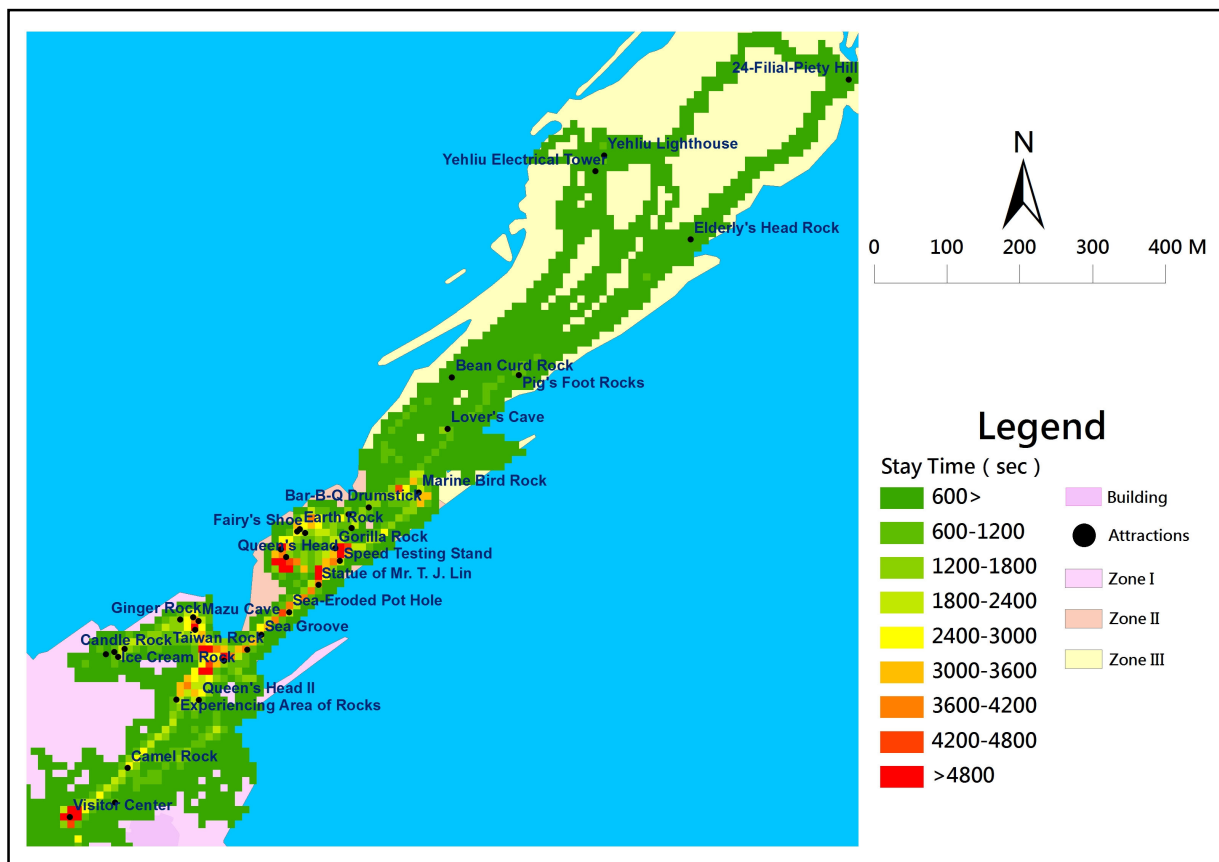 24-Filial-Piety Hill
Yehliu Lighthouse
Yehliu Electrical Tower
Elderly's Head Rock
Bean Curd Rock
Pig's Foot Rocks
Lover's Cave
Marine Bird Rock
Bar-B-Q Drumstick
Fairy's Shoe
Earth Rock
Gorilla Rock
Queen's Head
Speed Testing Stand
Statue of Mr. T. J. Lin
Sea-Eroded Pot Hole
Ginger Rock
Mazu Cave
Sea Groove
Candle Rock
Taiwan Rock
Ice Cream Rock
Queen's Head II
Experiencing Area of Rocks
Camel Rock
Visitor Center
N
0 100 200 300 400 M
Legend
Stay Time ( sec )
600>
600-1200
1200-1800
1800-2400
2400-3000
3000-3600
3600-4200
4200-4800
>4800
Building
Attractions
Zone I
Zone II
Zone III